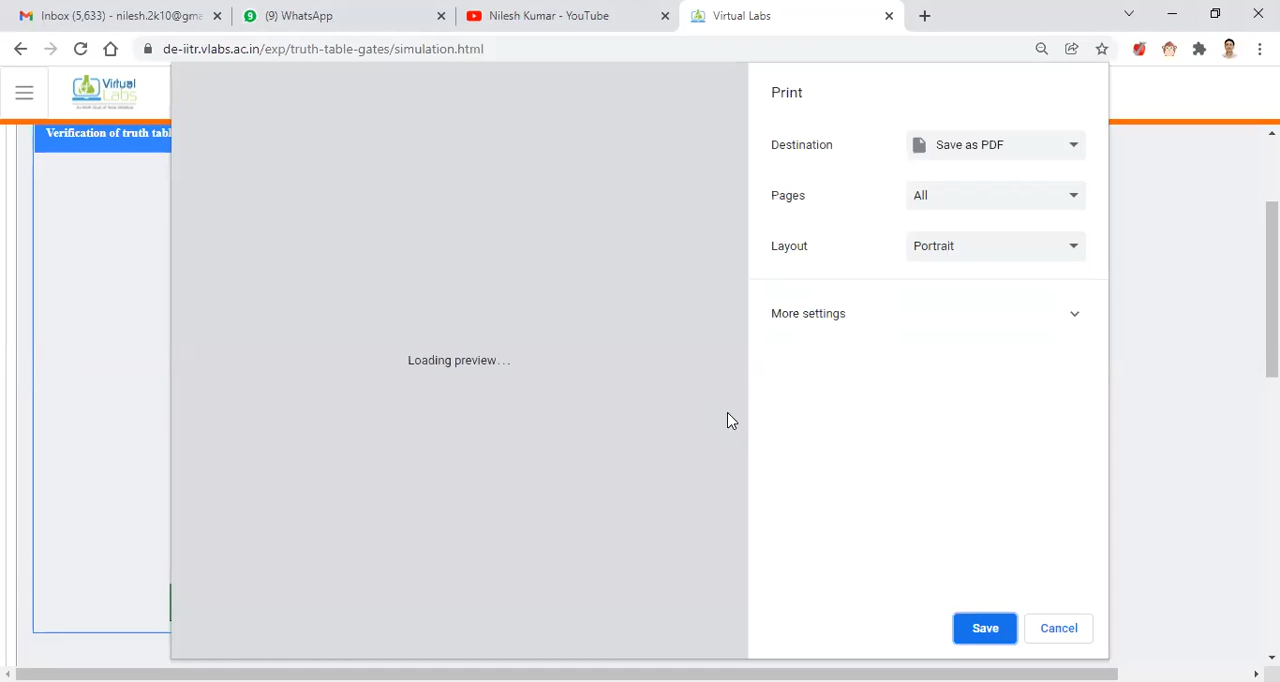 Inbox (5,633) - nilesh.2k10@gma
9 (9) WhatsApp
Nilesh Kumar - YouTube
Virtual Labs
de-iitr.vlabs.ac.in/exp/truth-table-gates/simulation.html
Virtual
Labs
Verification of truth tabl
Loading preview...
Print
Destination Save as PDF
Pages All
Layout Portrait
More settings
Save Cancel